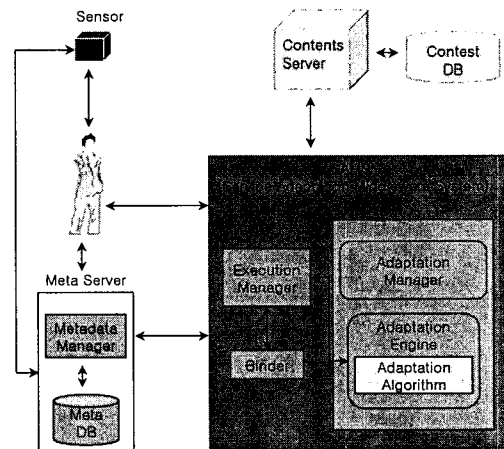 Sensor
Contents
Server
Contest
DB
Meta Server
Metadata
Manager
Meta
DB
Execution
Manager
Binder
Adaptation
Manager
Adaptation
Engine
Adaptation
Algorithm